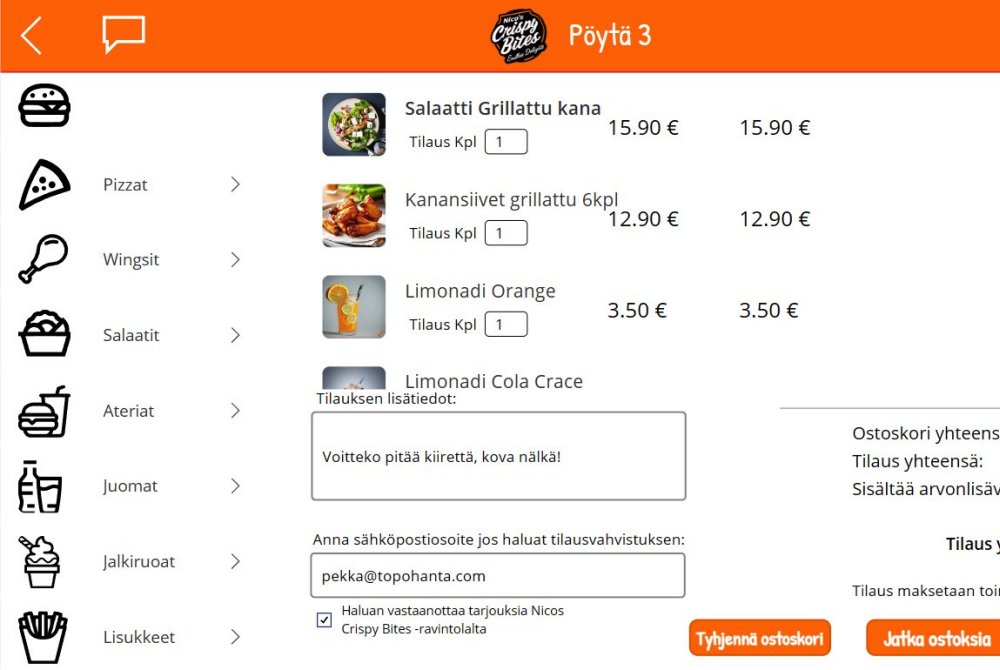 Nico's
Crispy
Bites
Endless Delights
Pöytä 3
Pizzat
Wingsit
Salaatit
Ateriat
Juomat
Jalkiruoat
Lisukkeet
Salaatti Grillattu kana
Tilaus Kpl 1
15.90 € 15.90 €
Kanansiivet grillattu 6kpl
Tilaus Kpl 1
12.90 € 12.90 €
Limonadi Orange
Tilaus Kpl 1
3.50 € 3.50 €
Limonadi Cola Crace
Tilauksen lisätiedot:
Voitteko pitää kiirettä, kova nälkä!
Anna sähköpostiosoite jos haluat tilausvahvistuksen:
pekka@topohanta.com
Haluan vastaanottaa tarjouksia Nicos
Crispy Bites -ravintolalta
Ostoskori yhteens
Tilaus yhteensä:
Sisältää arvonlisäv
Tilaus y
Tilaus maksetaan toi
Tyhjennä ostoskori
Jatka ostoksia